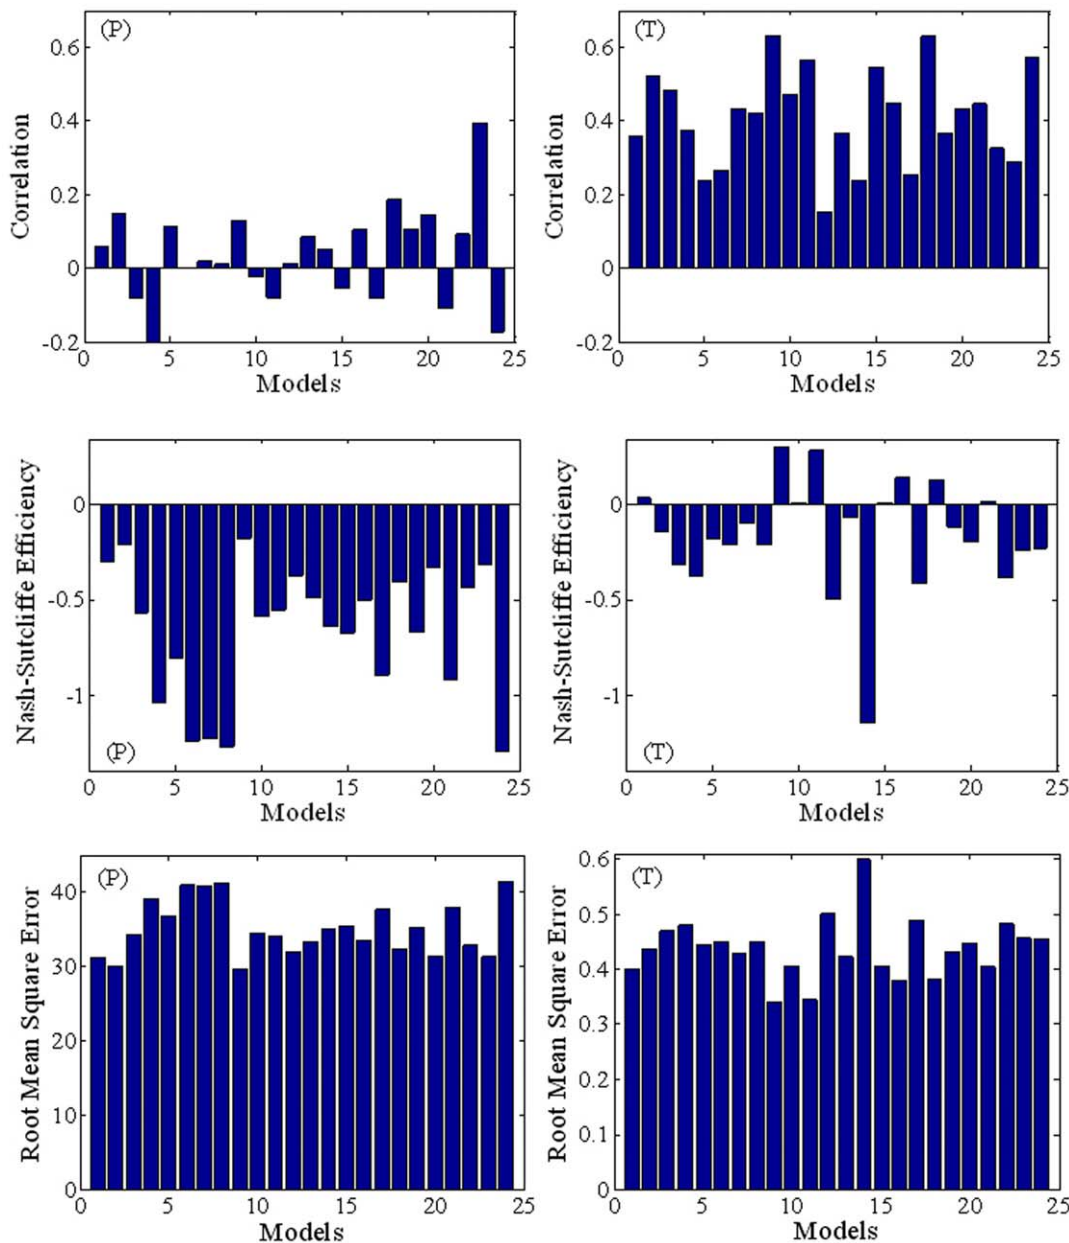 (P)
Correlation
0.6
0.4
0.2
0
-0.2
0 5 10 15 20 25
Models
(T)
Correlation
0.6
0.4
0.2
0
-0.2
0 5 10 15 20 25
Models
Nash-Sutcliffe Efficiency
0
-0.5
-1
(P)
0 5 10 15 20 25
Models
Nash-Sutcliffe Efficiency
0
-0.5
-1
(T)
0 5 10 15 20 25
Models
(P)
Root Mean Square Error
40
30
20
10
0
0 5 10 15 20 25
Models
(T)
Root Mean Square Error
0.6
0.5
0.4
0.3
0.2
0.1
0
0 5 10 15 20 25
Models